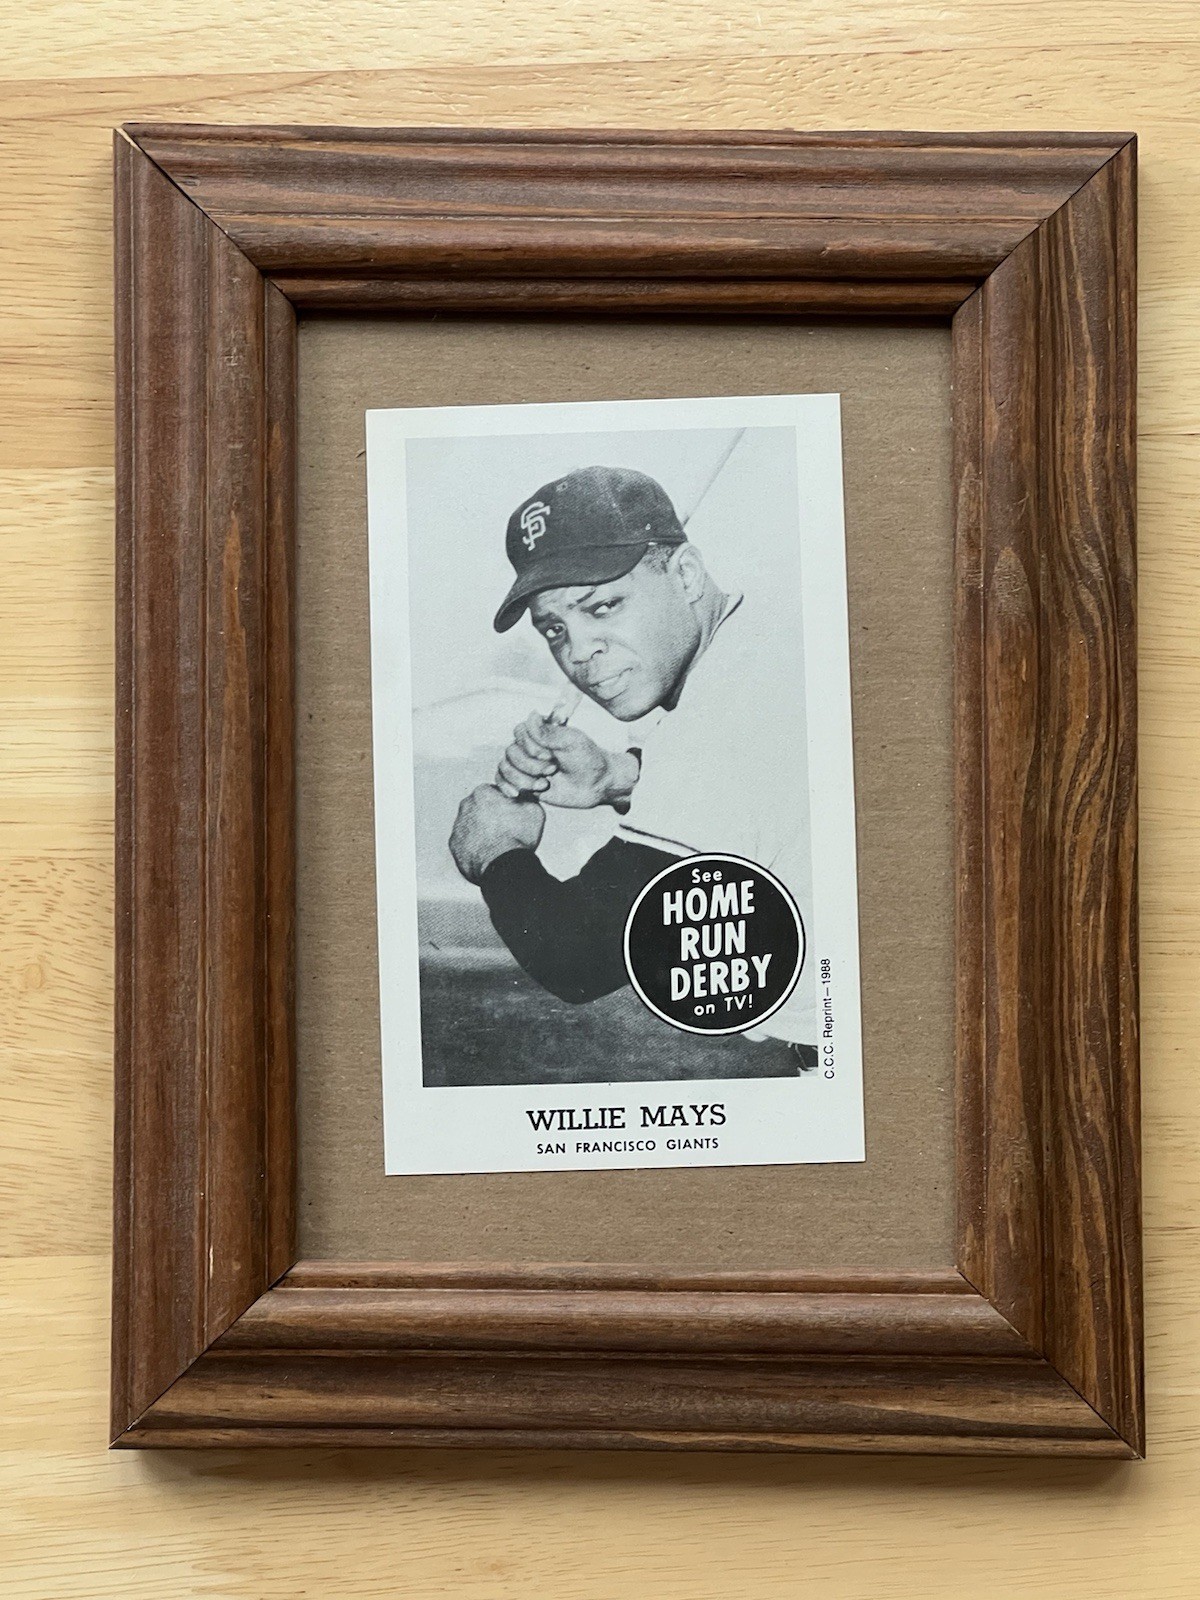 SF
See
HOME
RUN
DERBY
on TV!
C.C.C. Reprint—1988
WILLIE MAYS
SAN FRANCISCO GIANTS